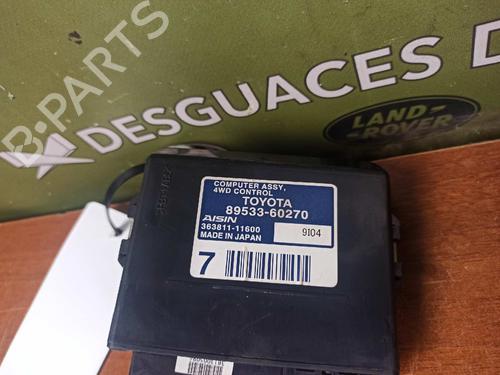 B-PARTS
DESGUACES D
LAND-
ROVER
COMPUTER ASSY,
4WD CONTROL
TOYOTA
89533-60270
AISIN
363811-11600
9104
MADE IN JAPAN
7